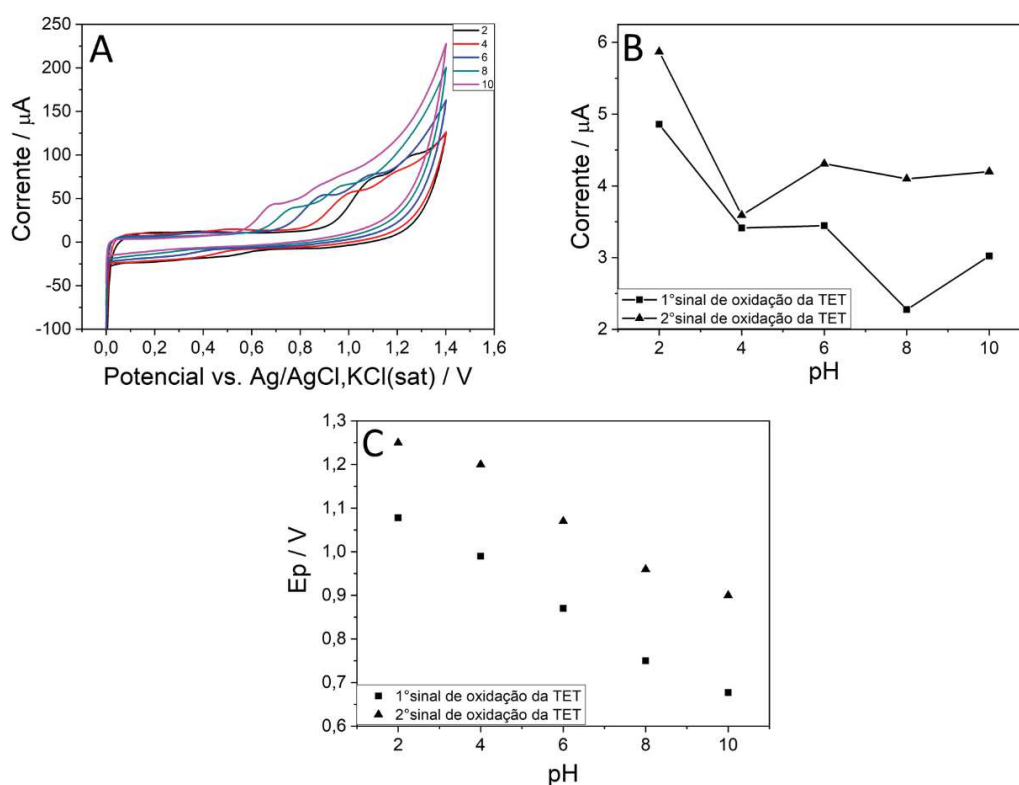 A
250
200
150
100
50
0
-50
-100
Corrente / μA
2
4
6
8
10
0,0 0,2 0,4 0,6 0,8 1,0 1,2 1,4 1,6
Potencial vs. Ag/AgCl,KCl(sat) / V
B
6
5
4
3
2
Corrente / μA
1°sinal de oxidação da TET
2°sinal de oxidação da TET
2 4 6 8 10
pH
C
1,3
1,2
1,1
1,0
0,9
0,8
0,7
0,6
Ep / V
1°sinal de oxidação da TET
2°sinal de oxidação da TET
2 4 6 8 10
pH